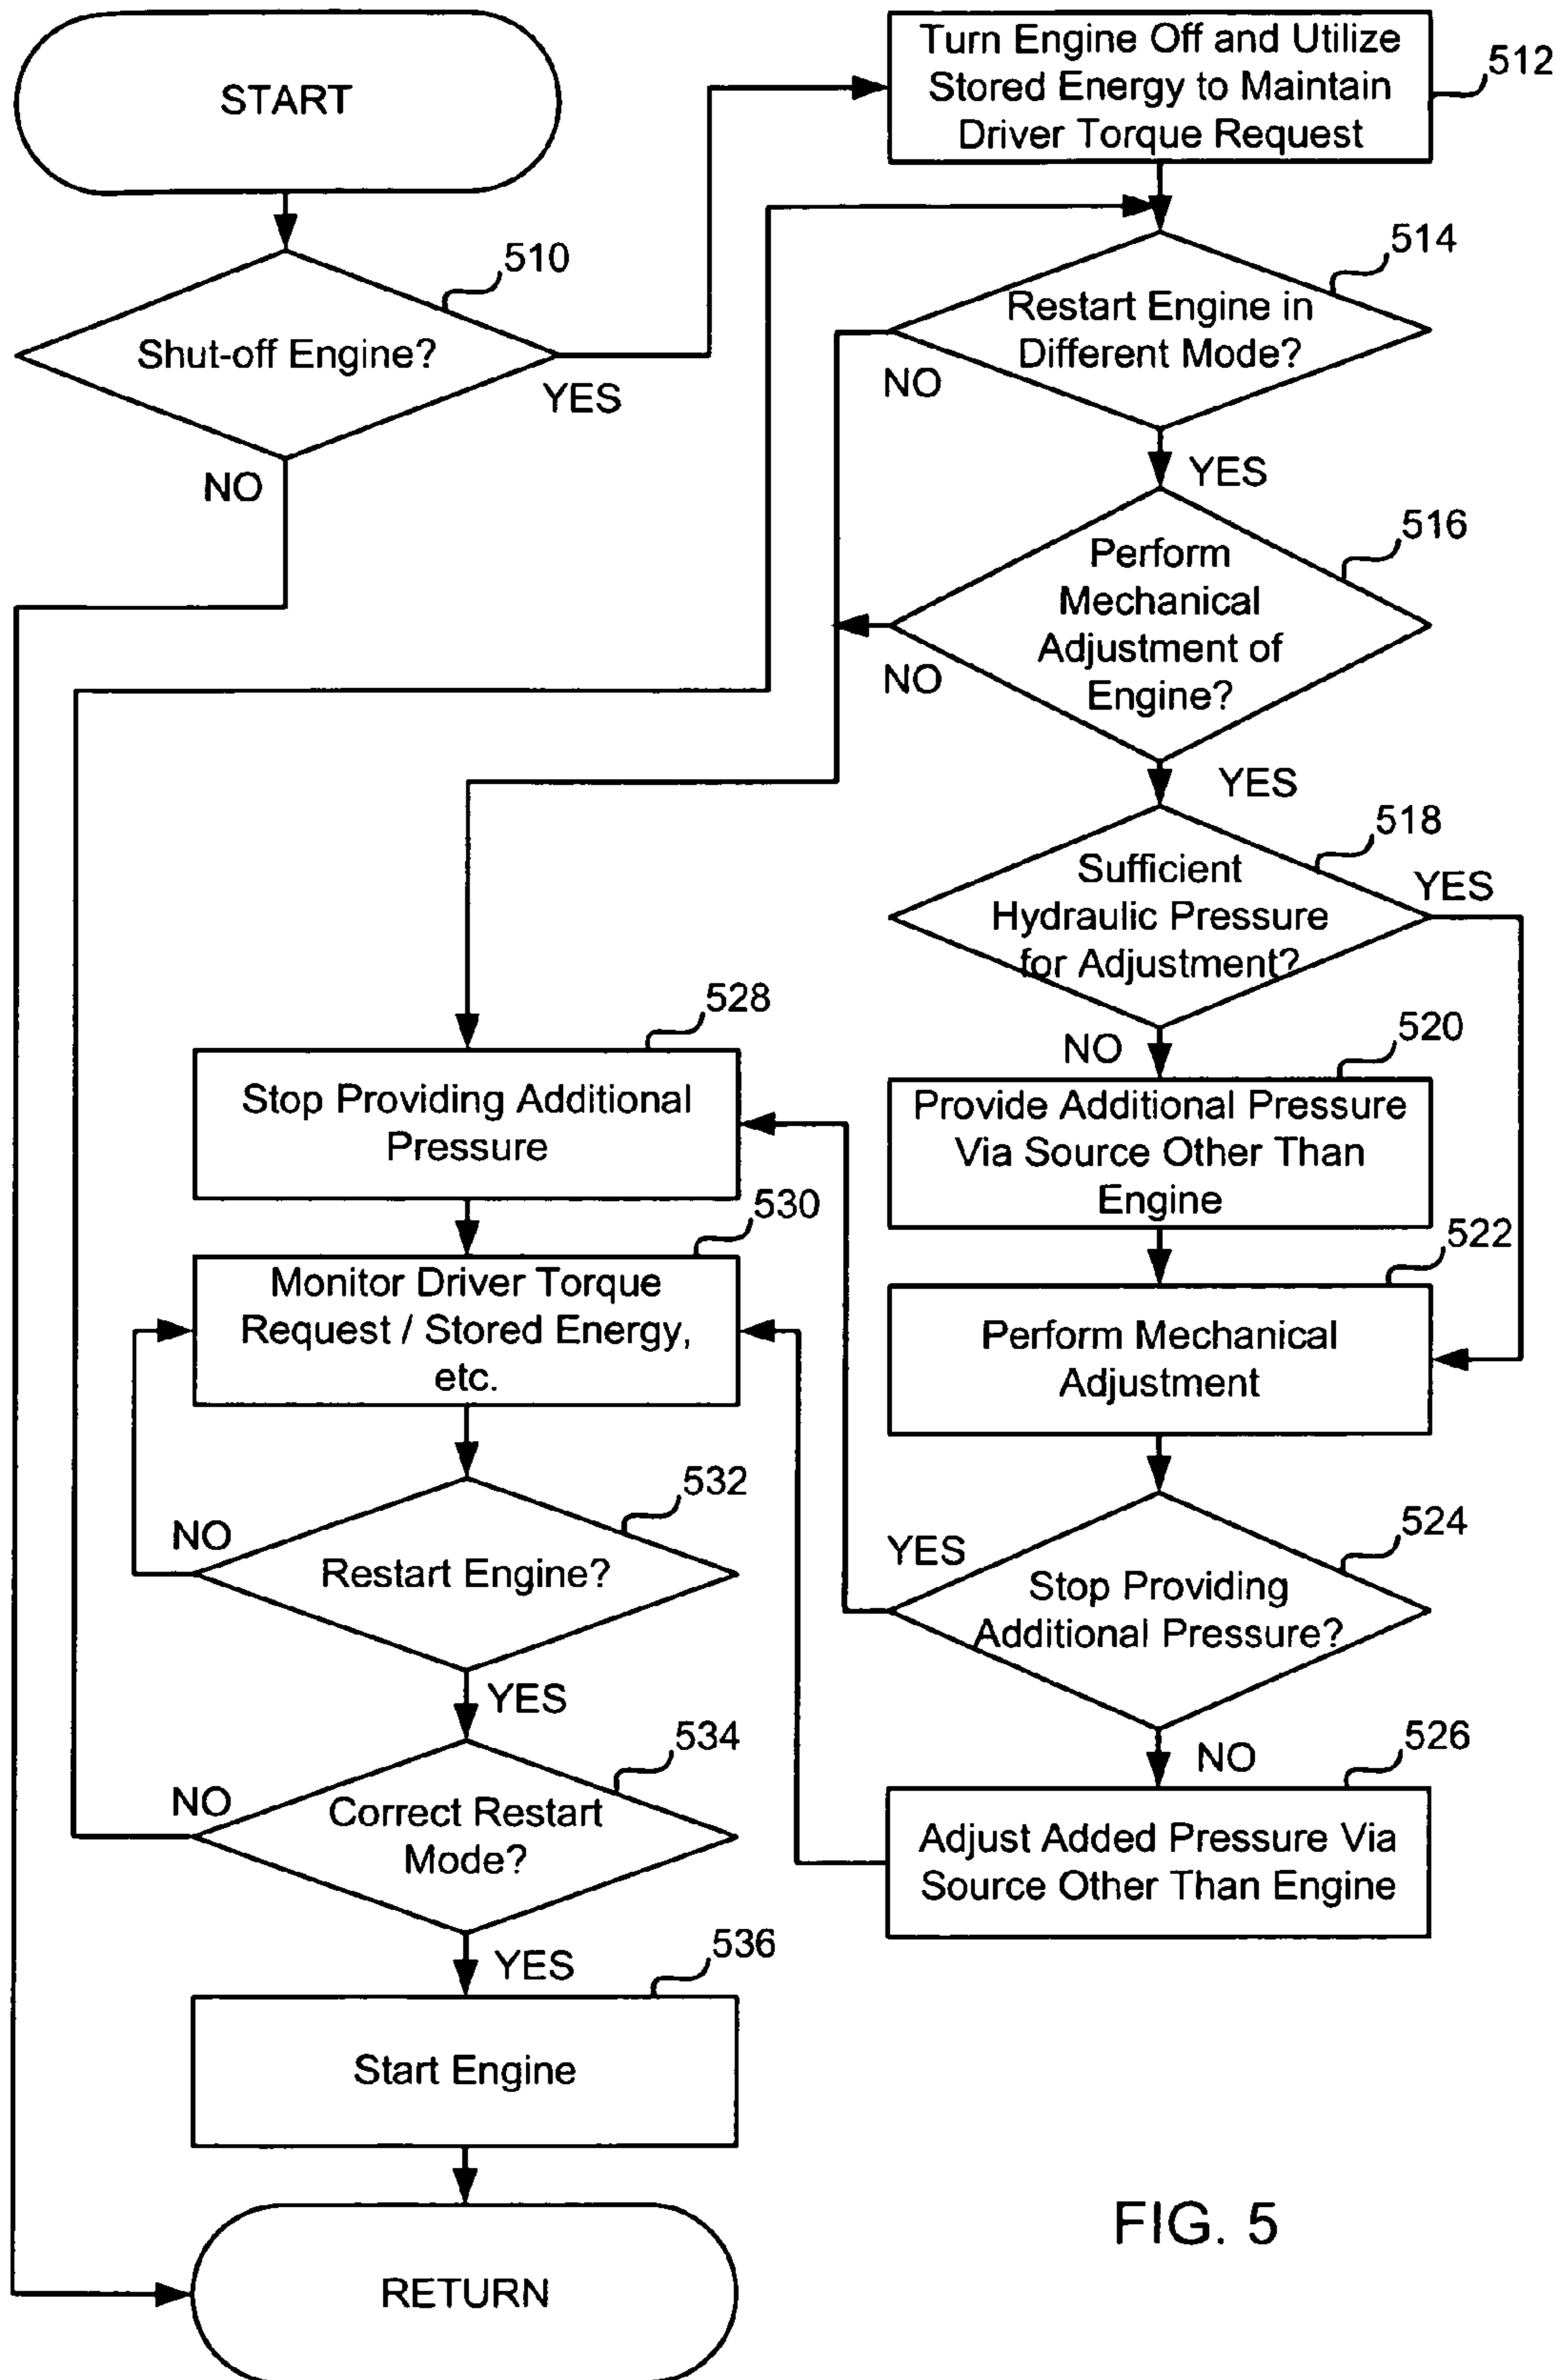 START
510
Shut-off Engine?
YES
NO
Turn Engine Off and Utilize
Stored Energy to Maintain
Driver Torque Request
512
514
Restart Engine in
Different Mode?
NO
YES
516
Perform
Mechanical
Adjustment of
Engine?
NO
YES
518
Sufficient
Hydraulic Pressure
for Adjustment?
YES
NO
520
Provide Additional Pressure
Via Source Other Than
Engine
522
Perform Mechanical
Adjustment
524
YES
Stop Providing
Additional Pressure?
NO
526
Adjust Added Pressure Via
Source Other Than Engine
528
Stop Providing Additional
Pressure
530
Monitor Driver Torque
Request / Stored Energy,
etc.
532
NO
Restart Engine?
YES
534
NO
Correct Restart
Mode?
YES
536
Start Engine
RETURN
FIG. 5